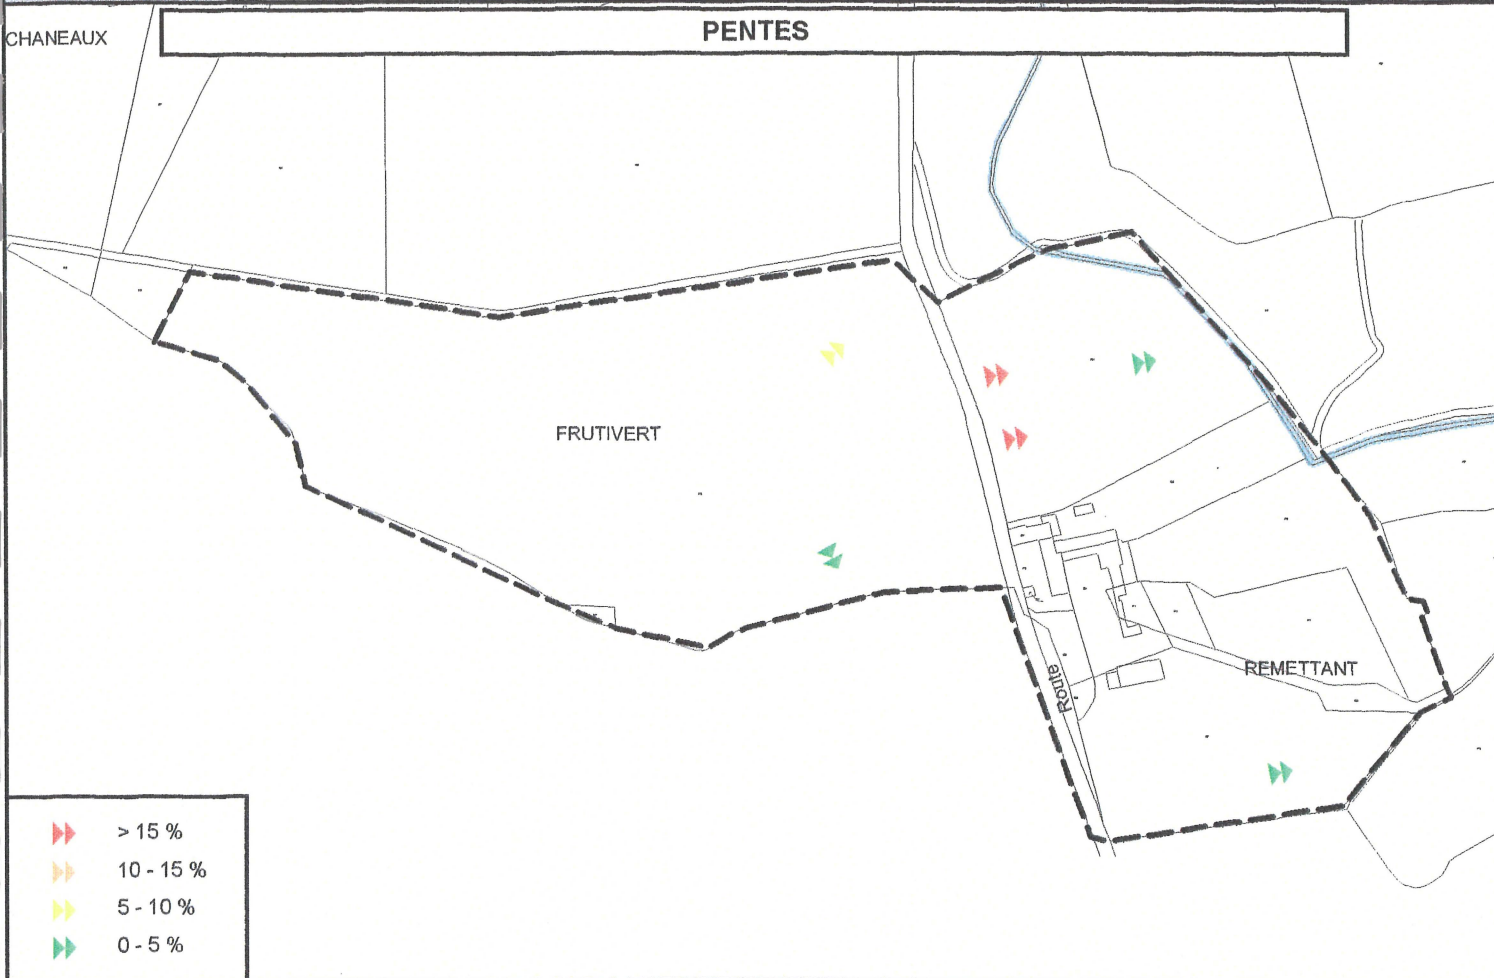 PENTES
CHANEAUX
FRUTIVERT
REMETTANT
Route
> 15 %
10 - 15 %
5 - 10 %
0 - 5 %